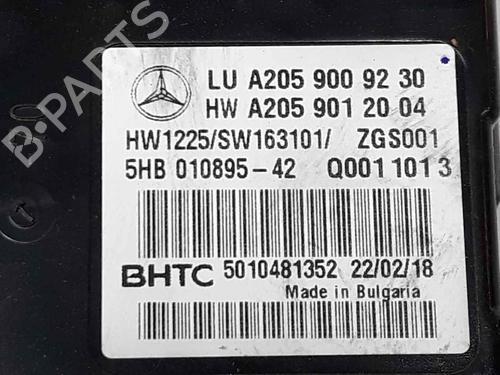 B-PARTS
LU A205 900 92 30
HW A205 901 20 04
HW1225/SW163101/ ZGS001
5HB 010895-42 Q001 101 3
BHTC 5010481352 22/02/18
Made in Bulgaria